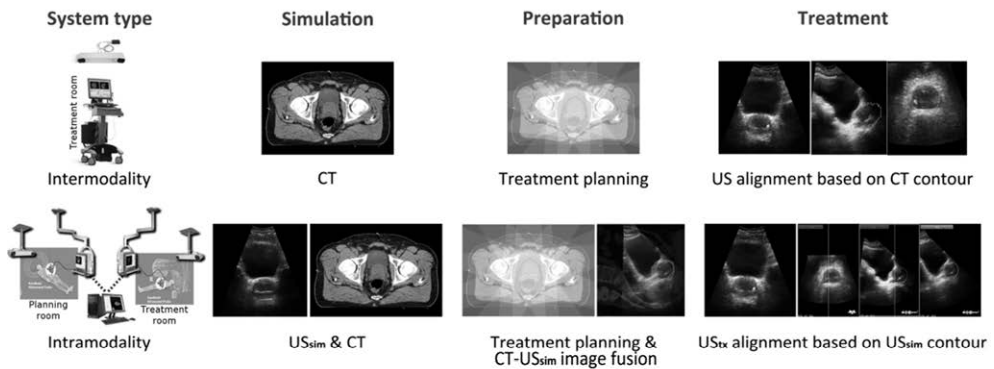 System type
Simulation
Preparation
Treatment
Treatment room
Intermodality
CT
Treatment planning
US alignment based on CT contour
Planning
room
Treatment
room
Intramodality
USsim & CT
Treatment planning &
CT-USsim image fusion
UStx alignment based on USsim contour